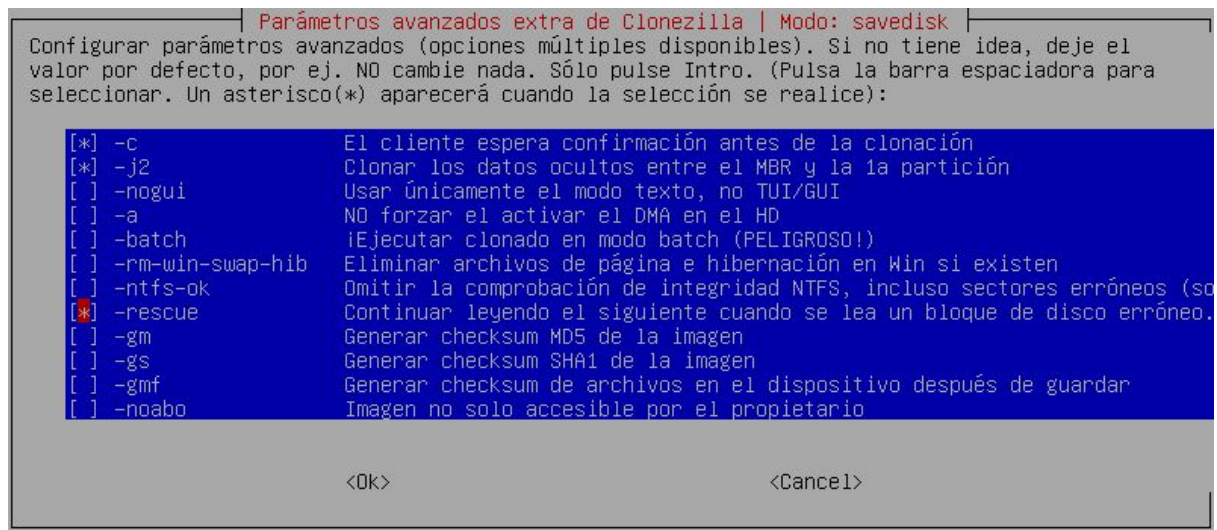 Parámetros avanzados extra de Clonezilla | Modo: savedisk
Configurar parámetros avanzados (opciones múltiples disponibles). Si no tiene idea, deje el
valor por defecto, por ej. NO cambie nada. Sólo pulse Intro. (Pulsa la barra espaciadora para
seleccionar. Un asterisco(*) aparecerá cuando la selección se realice):
[*] -c El cliente espera confirmación antes de la clonación
[*] -j2 Clonar los datos ocultos entre el MBR y la 1a partición
[ ] -nogui Usar únicamente el modo texto, no TUI/GUI
[ ] -a NO forzar el activar el DMA en el HD
[ ] -batch ¡Ejecutar clonado en modo batch (PELIGROSO!)
[ ] -rm-win-swap-hib Eliminar archivos de página e hibernación en Win si existen
[ ] -ntfs-ok Omitir la comprobación de integridad NTFS, incluso sectores erróneos (so
[*] -rescue Continuar leyendo el siguiente cuando se lea un bloque de disco erróneo.
[ ] -gm Generar checksum MD5 de la imagen
[ ] -gs Generar checksum SHA1 de la imagen
[ ] -gmf Generar checksum de archivos en el dispositivo después de guardar
[ ] -noabo Imagen no solo accesible por el propietario
<Ok> <Cancel>